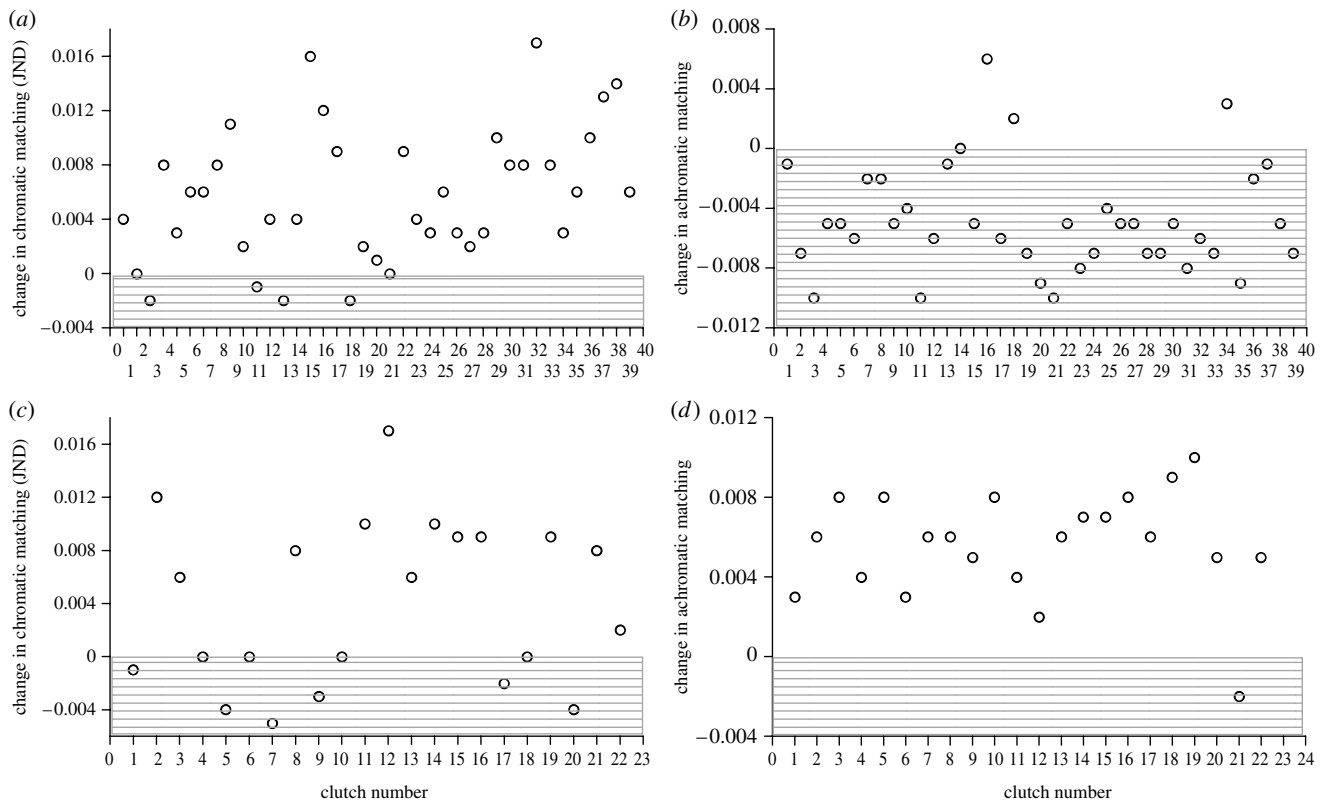 (a)
change in chromatic matching (JND)
0.016
0.012
0.008
0.004
0
−0.004
0 2 4 6 8 10 12 14 16 18 20 22 24 26 28 30 32 34 36 38 40
1 3 5 7 9 11 13 15 17 19 21 23 25 27 29 31 33 35 37 39
(b)
change in achromatic matching
0.008
0.004
0
−0.004
−0.008
−0.012
0 2 4 6 8 10 12 14 16 18 20 22 24 26 28 30 32 34 36 38 40
1 3 5 7 9 11 13 15 17 19 21 23 25 27 29 31 33 35 37 39
(c)
change in chromatic matching (JND)
0.016
0.012
0.008
0.004
0
−0.004
0 1 2 3 4 5 6 7 8 9 10 11 12 13 14 15 16 17 18 19 20 21 22 23
clutch number
(d)
change in achromatic matching
0.012
0.008
0.004
0
−0.004
0 1 2 3 4 5 6 7 8 9 10 11 12 13 14 15 16 17 18 19 20 21 22 23 24
clutch number